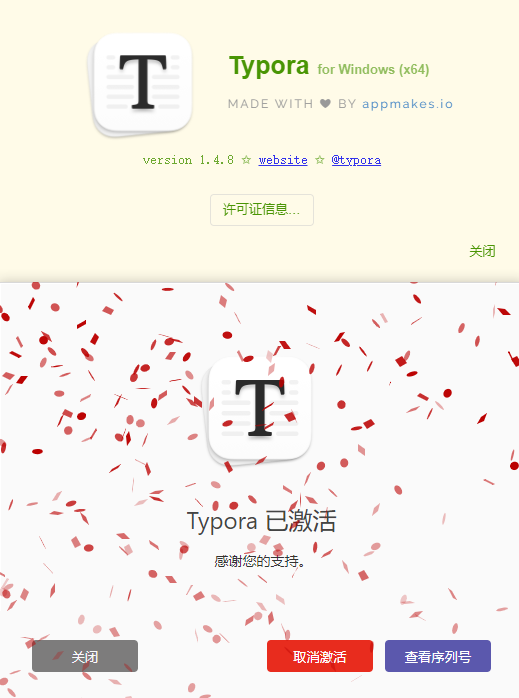 T
Typora for Windows (x64)
MADE WITH ❤ BY appmakes.io
version 1.4.8 ☆ website ☆ @typora
许可证信息...
关闭
T
Typora 已激活
感谢您的支持。
关闭
取消激活
查看序列号